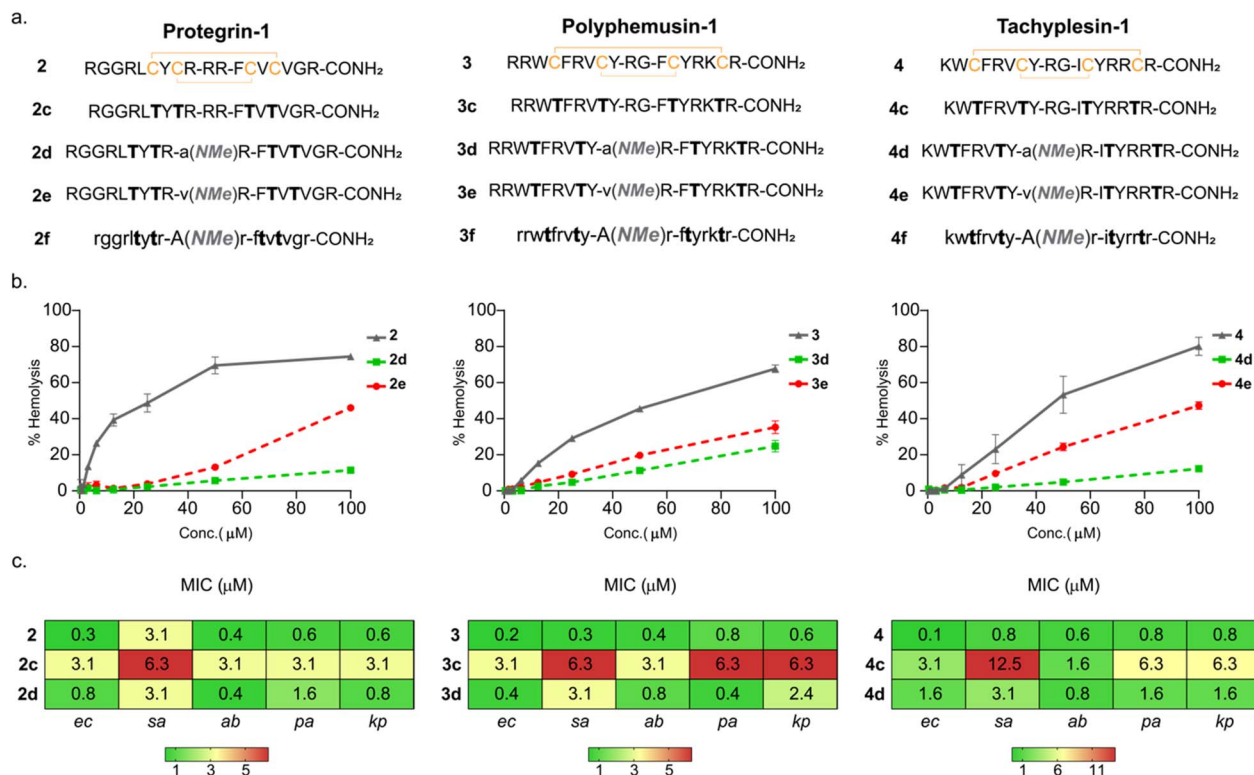 a.
Protegrin-1 Polyphemusin-1 Tachyplesin-1
2 RGGRLCYCR-RR-FCVCVGR-CONH₂ 3 RRWCFRVCY-RG-FCYRKCR-CONH₂ 4 KWCFRVCY-RG-ICYRRCR-CONH₂
2c RGGRLTYTR-RR-FTVTVGR-CONH₂ 3c RRWTFRVTY-RG-FTYRKTR-CONH₂ 4c KWTFRVTY-RG-ITYRRTR-CONH₂
2d RGGRLTYTR-a(NMe)R-FTVTVGR-CONH₂ 3d RRWTFRVTY-a(NMe)R-FTYRKTR-CONH₂ 4d KWTFRVTY-a(NMe)R-ITYRRTR-CONH₂
2e RGGRLTYTR-v(NMe)R-FTVTVGR-CONH₂ 3e RRWTFRVTY-v(NMe)R-FTYRKTR-CONH₂ 4e KWTFRVTY-v(NMe)R-ITYRRTR-CONH₂
2f rggrltytr-A(NMe)r-ftvtvgr-CONH₂ 3f rrwtfrvty-A(NMe)r-ftyrktr-CONH₂ 4f kwtfrvty-A(NMe)r-ityrrtr-CONH₂
b.
% Hemolysis
100
80
60
40
20
0
0 20 40 60 80 100
Conc.( μM)
2
2d
2e
% Hemolysis
100
80
60
40
20
0
0 20 40 60 80 100
Conc.( μM)
3
3d
3e
% Hemolysis
100
80
60
40
20
0
0 20 40 60 80 100
Conc.( μM)
4
4d
4e
c.
MIC (μM)
2 0.3 3.1 0.4 0.6 0.6
2c 3.1 6.3 3.1 3.1 3.1
2d 0.8 3.1 0.4 1.6 0.8
ec sa ab pa kp
1 3 5
MIC (μM)
3 0.2 0.3 0.4 0.8 0.6
3c 3.1 6.3 3.1 6.3 6.3
3d 0.4 3.1 0.8 0.4 2.4
ec sa ab pa kp
1 3 5
MIC (μM)
4 0.1 0.8 0.6 0.8 0.8
4c 3.1 12.5 1.6 6.3 6.3
4d 1.6 3.1 0.8 1.6 1.6
ec sa ab pa kp
1 6 11